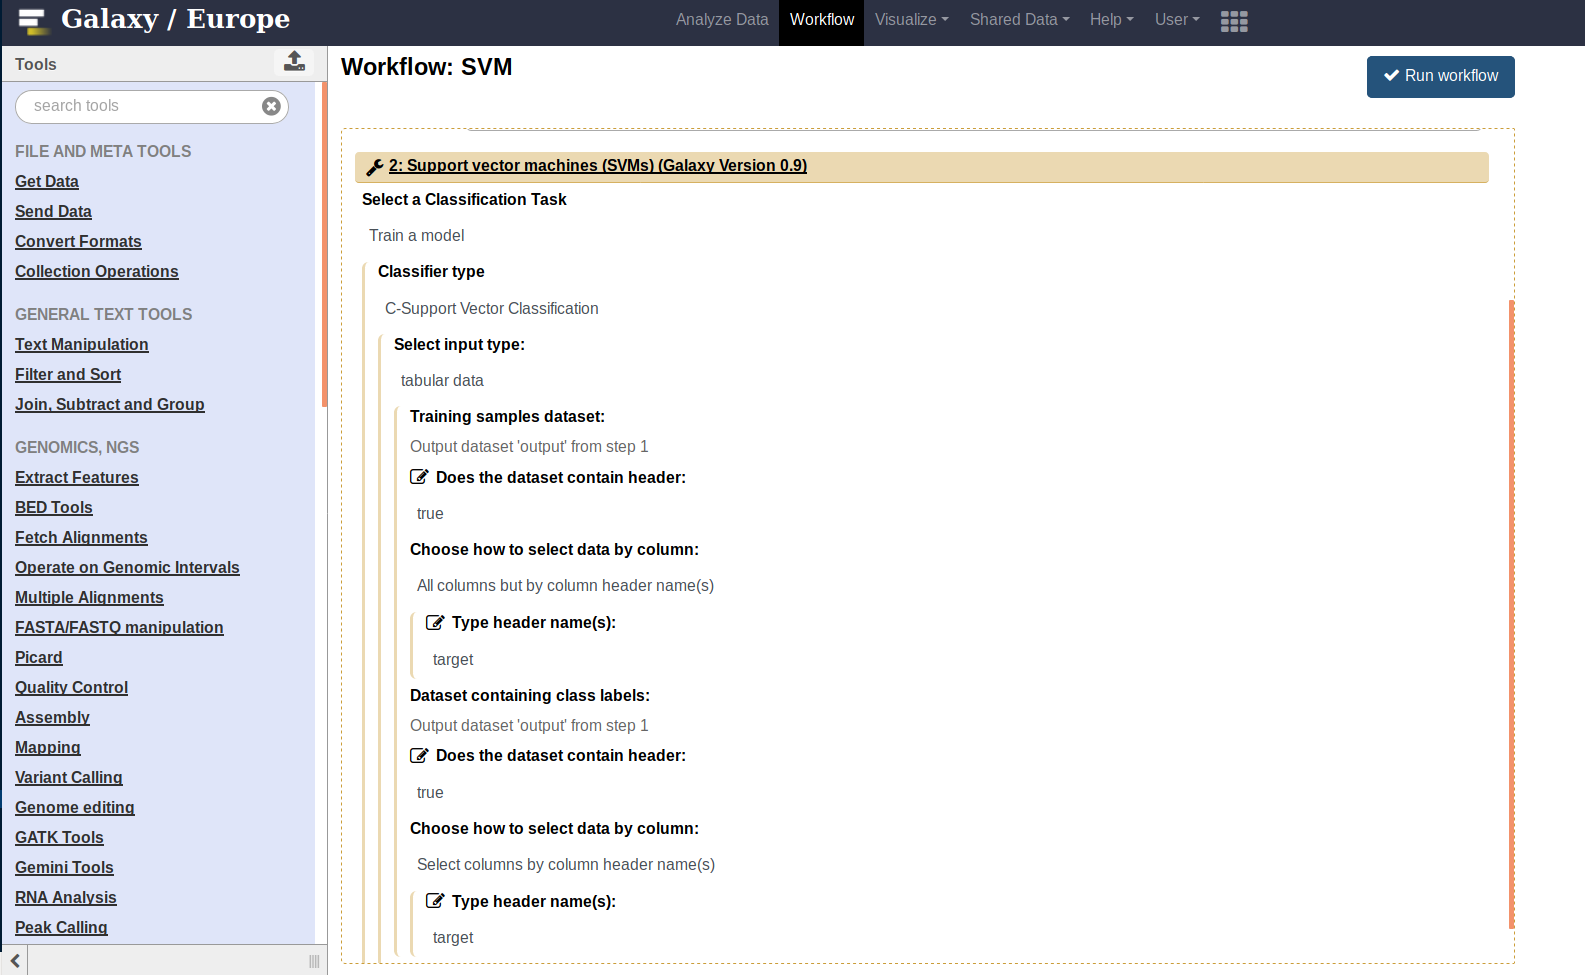 Galaxy / Europe
Analyze Data Workflow Visualize Shared Data Help User
Tools
search tools
FILE AND META TOOLS
Get Data
Send Data
Convert Formats
Collection Operations
GENERAL TEXT TOOLS
Text Manipulation
Filter and Sort
Join, Subtract and Group
GENOMICS, NGS
Extract Features
BED Tools
Fetch Alignments
Operate on Genomic Intervals
Multiple Alignments
FASTA/FASTQ manipulation
Picard
Quality Control
Assembly
Mapping
Variant Calling
Genome editing
GATK Tools
Gemini Tools
RNA Analysis
Peak Calling
Workflow: SVM
Run workflow
2: Support vector machines (SVMs) (Galaxy Version 0.9)
Select a Classification Task
Train a model
Classifier type
C-Support Vector Classification
Select input type:
tabular data
Training samples dataset:
Output dataset 'output' from step 1
Does the dataset contain header:
true
Choose how to select data by column:
All columns but by column header name(s)
Type header name(s):
target
Dataset containing class labels:
Output dataset 'output' from step 1
Does the dataset contain header:
true
Choose how to select data by column:
Select columns by column header name(s)
Type header name(s):
target